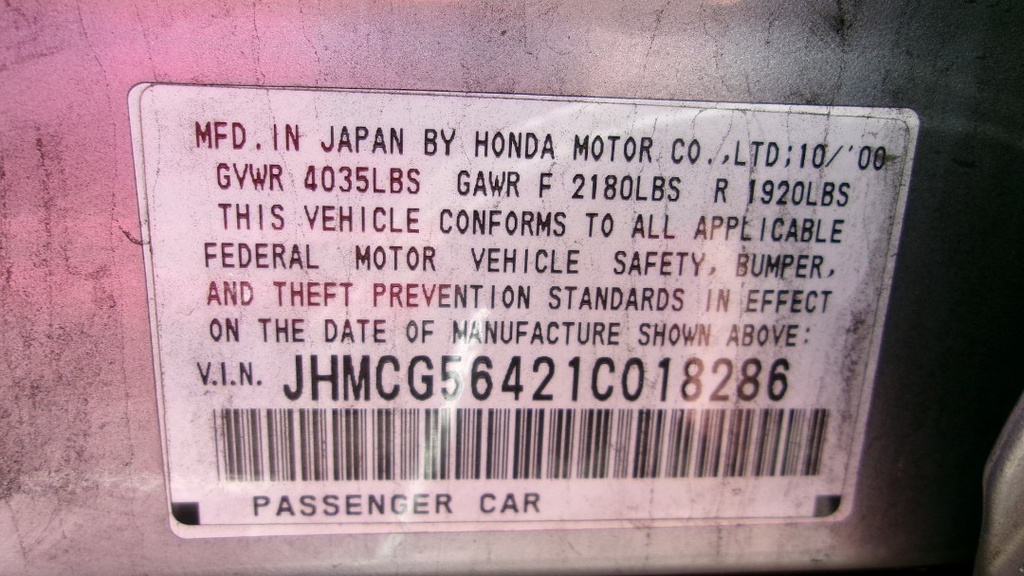 MFD. IN JAPAN BY HONDA MOTOR CO.,LTD;10/'00
GVWR 4035LBS GAWR F 2180LBS R 1920LBS
THIS VEHICLE CONFORMS TO ALL APPLICABLE
FEDERAL MOTOR VEHICLE SAFETY, BUMPER,
AND THEFT PREVENTION STANDARDS IN EFFECT
ON THE DATE OF MANUFACTURE SHOWN ABOVE:
V.I.N. JHMCG56421C018286
PASSENGER CAR